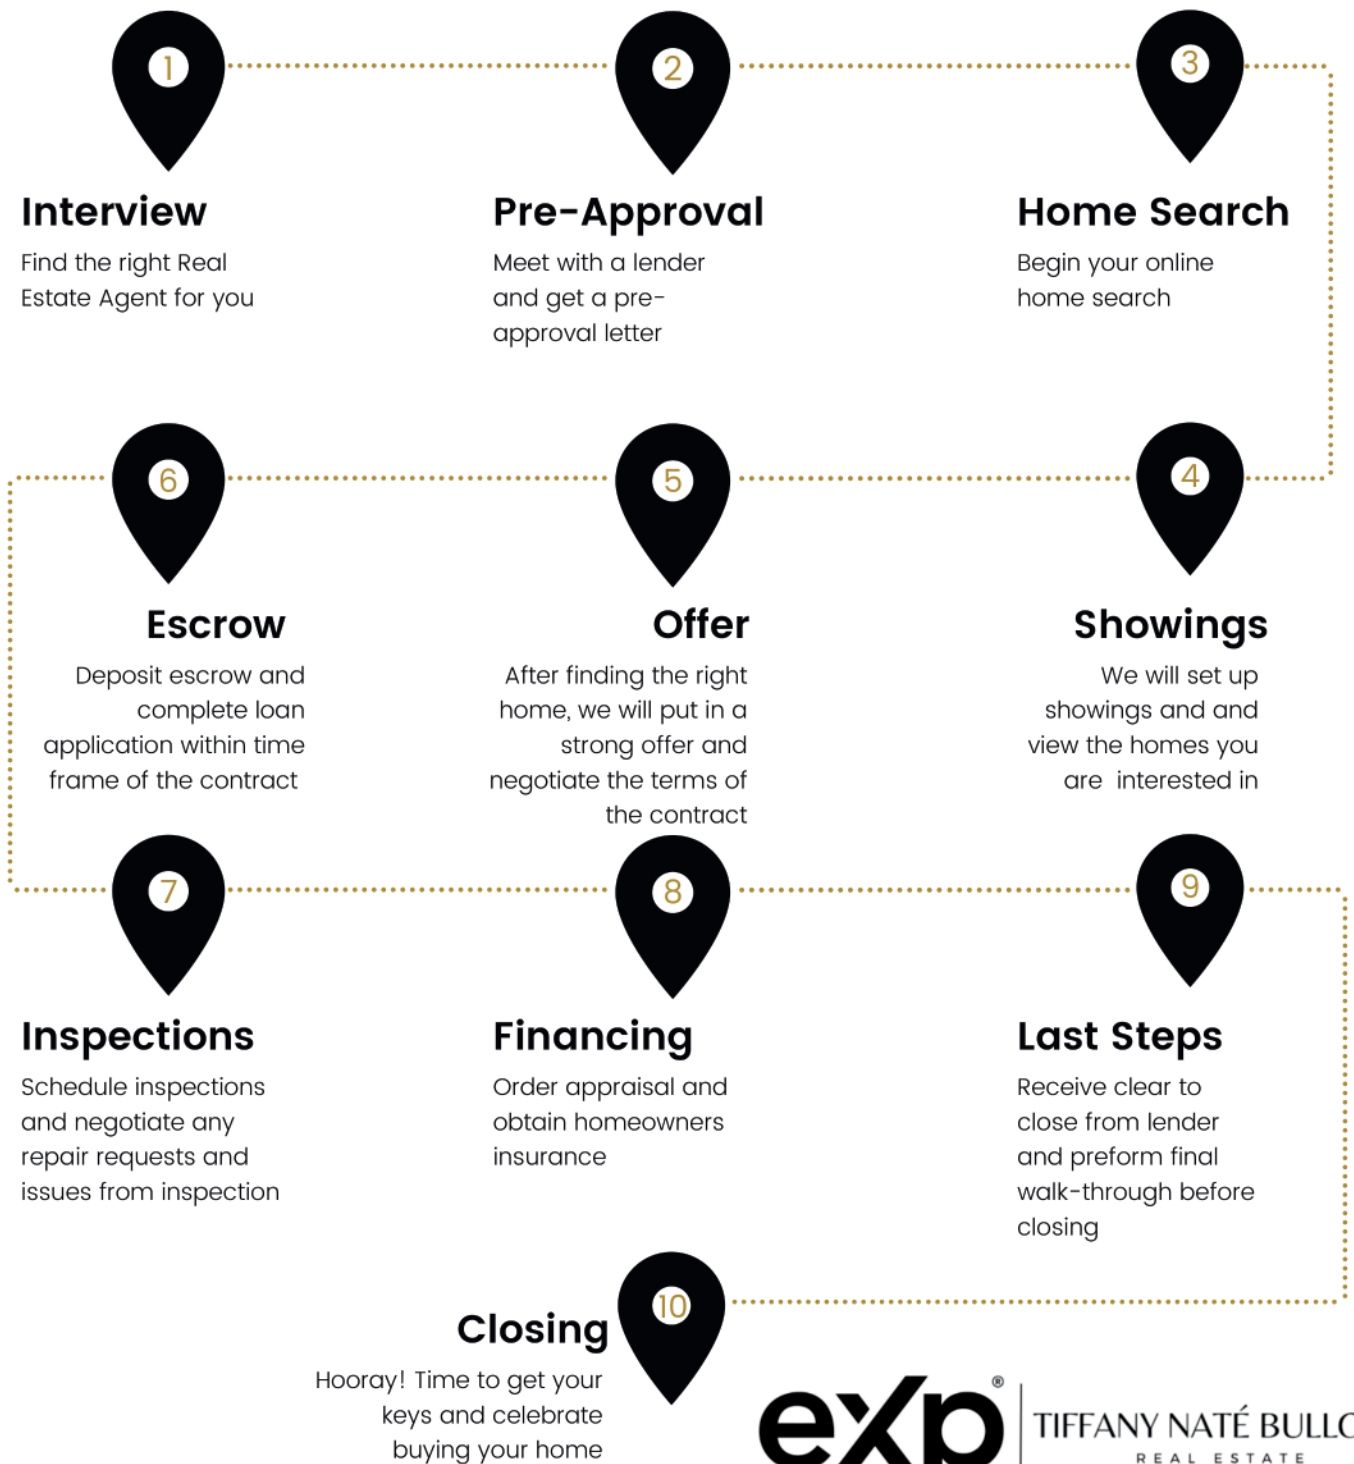 1
Interview
Find the right Real
Estate Agent for you
2
Pre-Approval
Meet with a lender
and get a pre-
approval letter
3
Home Search
Begin your online
home search
4
Showings
We will set up
showings and and
view the homes you
are interested in
5
Offer
After finding the right
home, we will put in a
strong offer and
negotiate the terms of
the contract
6
Escrow
Deposit escrow and
complete loan
application within time
frame of the contract
7
Inspections
Schedule inspections
and negotiate any
repair requests and
issues from inspection
8
Financing
Order appraisal and
obtain homeowners
insurance
9
Last Steps
Receive clear to
close from lender
and preform final
walk-through before
closing
10
Closing
Hooray! Time to get your
keys and celebrate
buying your home
eXp®
TIFFANY NATÉ
REAL ESTATE